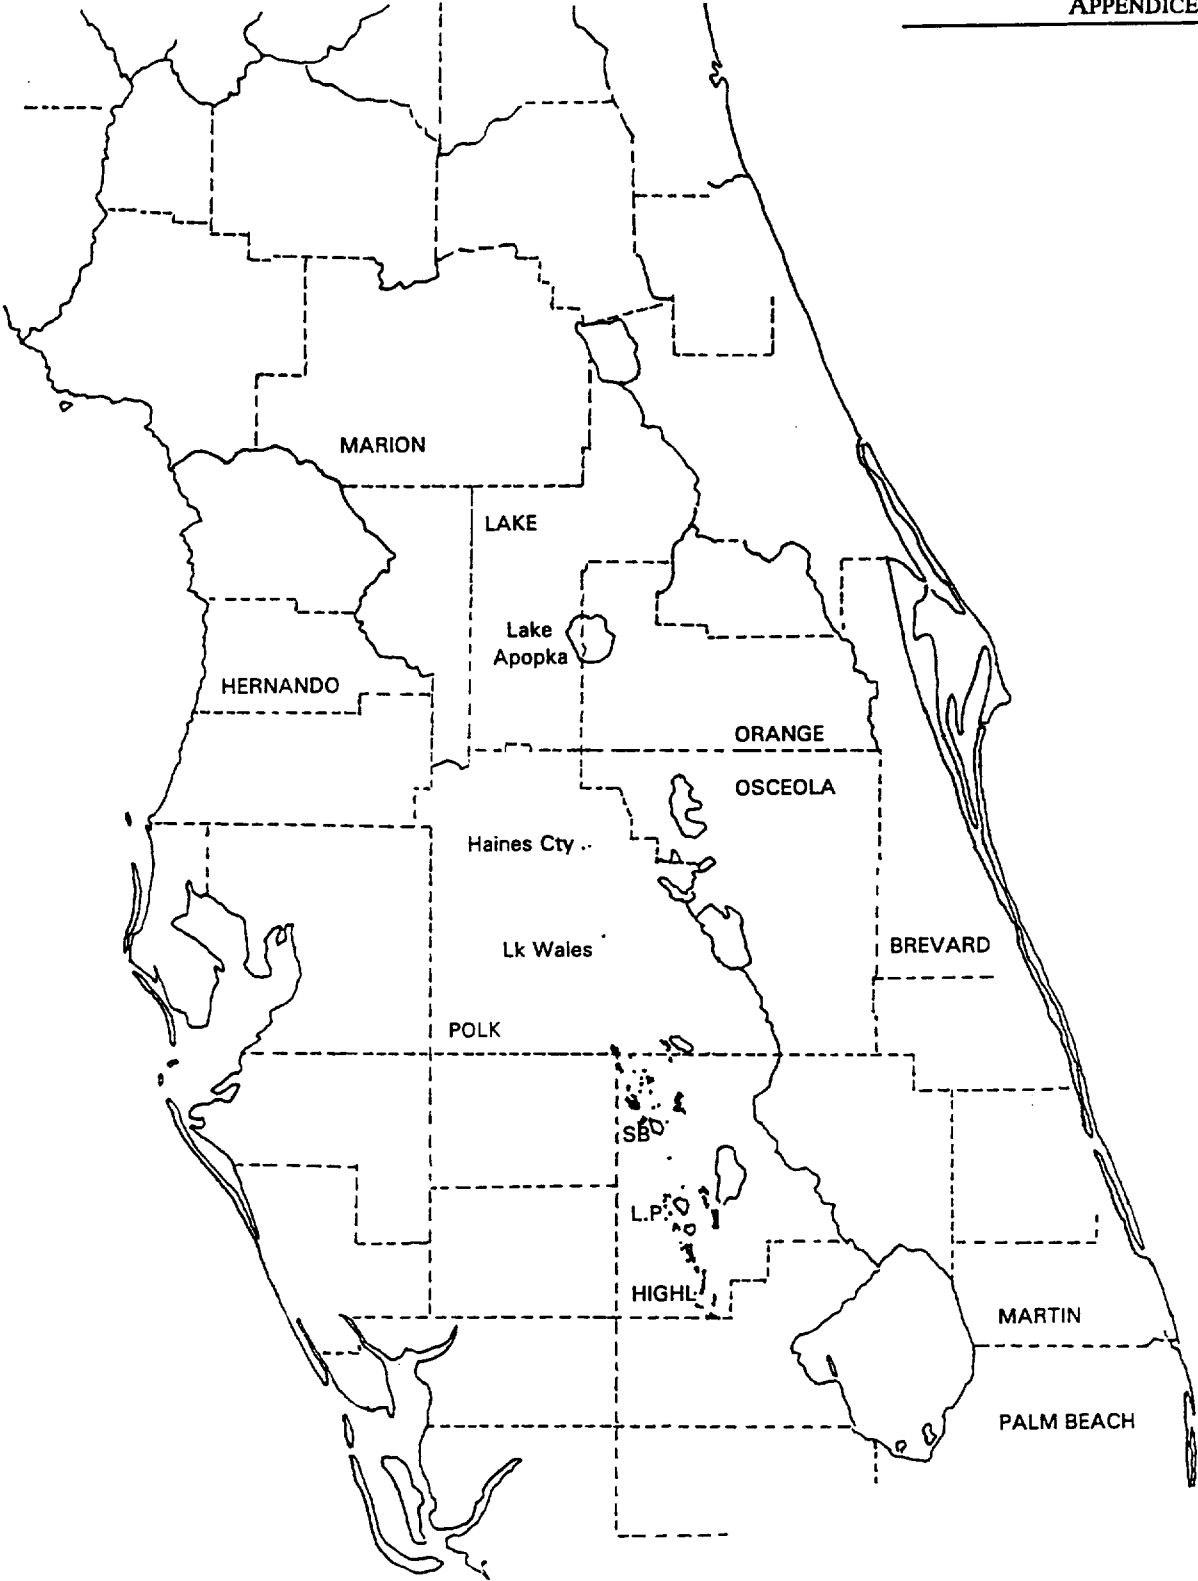 APPENDICE
MARION
LAKE
Lake
Apopka
HERNANDO
ORANGE
OSCEOLA
Haines Cty
Lk Wales
BREVARD
POLK
SB
L.P.
HIGHL
MARTIN
PALM BEACH